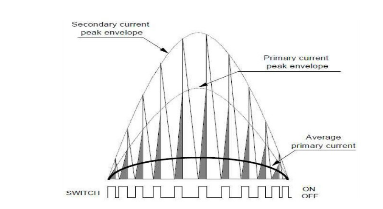 Secondary current
peak envelope
Primary current
peak envelope
Average
primary current
SWITCH
ON
OFF